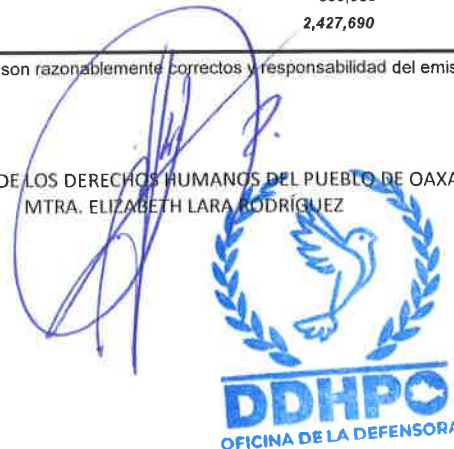 2,427,690
son razonablemente correctos y responsabilidad del emis
DE LOS DERECHOS HUMANOS DEL PUEBLO DE OAXA
MTRA. ELIZABETH LARA RODRÍGUEZ
DDHPO
OFICINA DE LA DEFENSORA